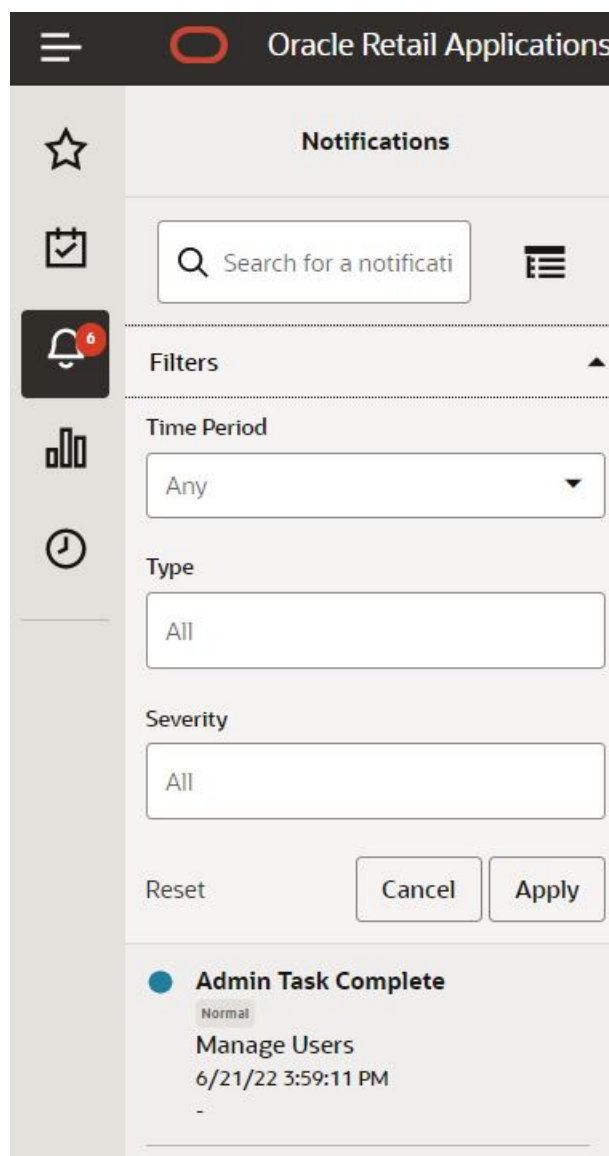 Oracle Retail Applications
Notifications
Search for a notificati
6
Filters
Time Period
Any
Type
All
Severity
All
Reset Cancel Apply
Admin Task Complete
Normal
Manage Users
6/21/22 3:59:11 PM
-